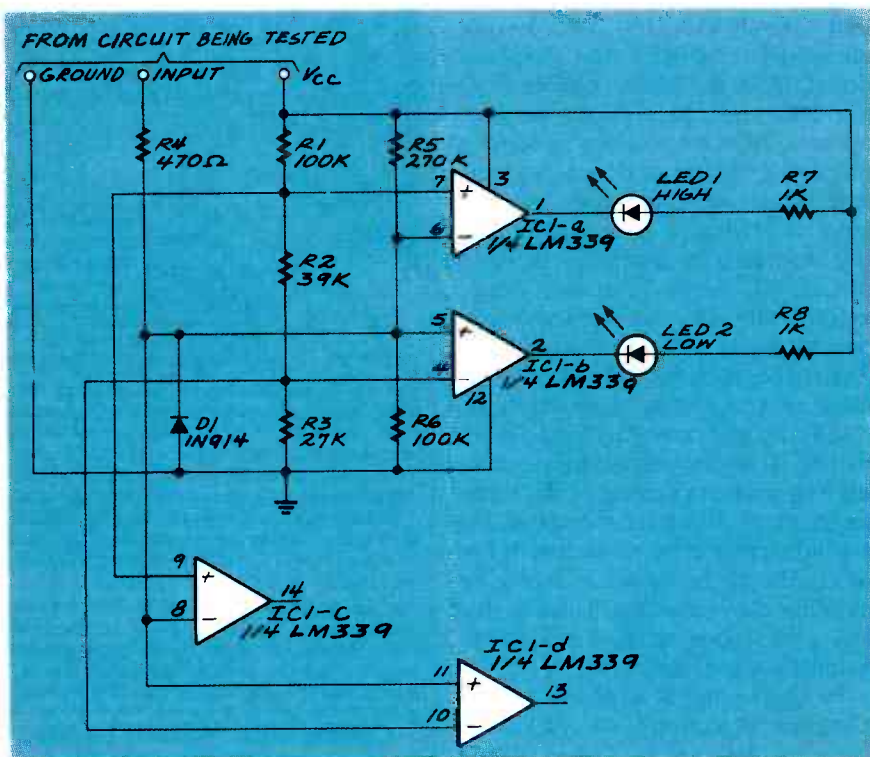 FROM CIRCUIT BEING TESTED
GROUND INPUT VCC
R4
470Ω
R1
100K
R5
270K
7
+
3
1
6
-
IC1-a
1/4 LM339
LED1
HIGH
R7
1K
R2
39K
5
+
2
4
-
12
IC1-b
1/4 LM339
LED 2
LOW
R8
1K
D1
1N914
R3
27K
R6
100K
9
+
14
8
-
IC1-C
1/4 LM339
IC1-d
1/4 LM339
11
+
13
10
-